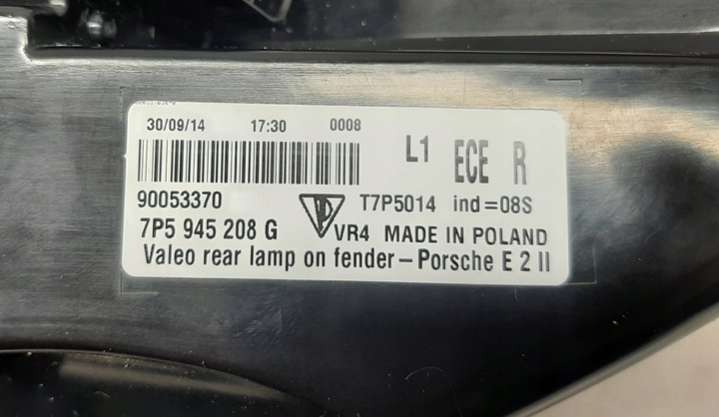 30/09/14 17:30 0008
L1 ECE R
90053370 T7P5014 ind=08S
7P5 945 208 G VR4 MADE IN POLAND
Valeo rear lamp on fender-Porsche E 2 II